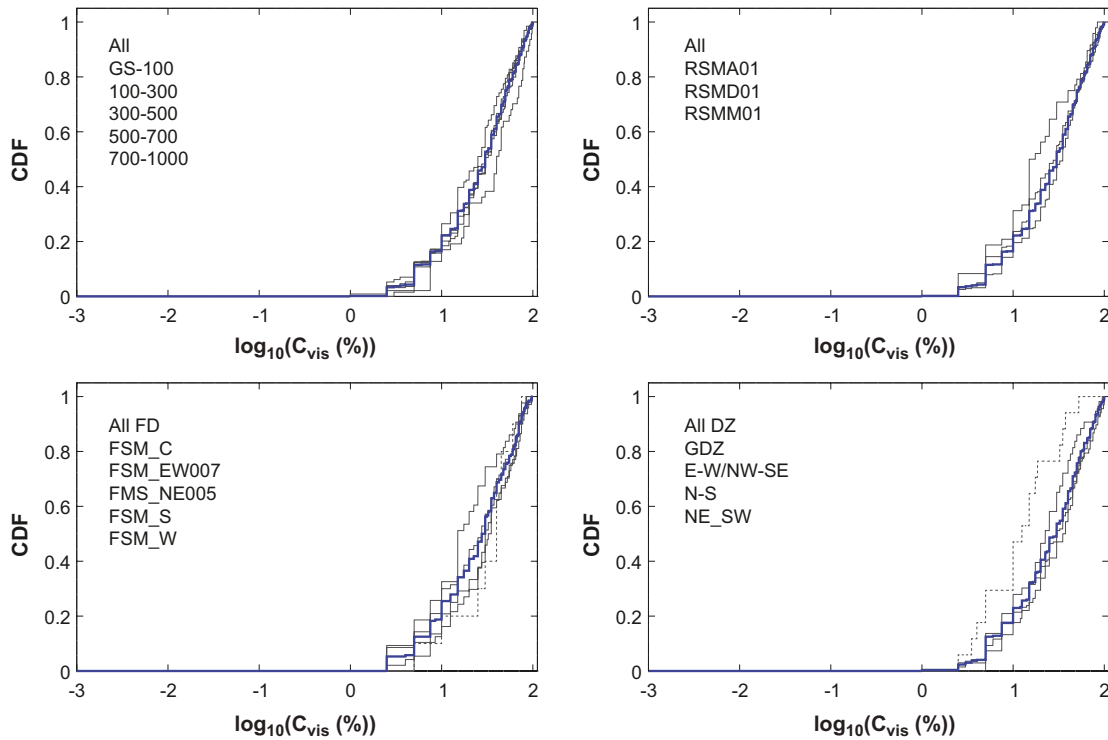 1
0.8
0.6
0.4
0.2
0
CDF
All
GS-100
100-300
300-500
500-700
700-1000
-3 -2 -1 0 1 2
log10(Cvis (%))
1
0.8
0.6
0.4
0.2
0
CDF
All
RSMA01
RSMD01
RSMM01
-3 -2 -1 0 1 2
log10(Cvis (%))
1
0.8
0.6
0.4
0.2
0
CDF
All FD
FSM_C
FSM_EW007
FMS_NE005
FSM_S
FSM_W
-3 -2 -1 0 1 2
log10(Cvis (%))
1
0.8
0.6
0.4
0.2
0
CDF
All DZ
GDZ
E-W/NW-SE
N-S
NE_SW
-3 -2 -1 0 1 2
log10(Cvis (%))